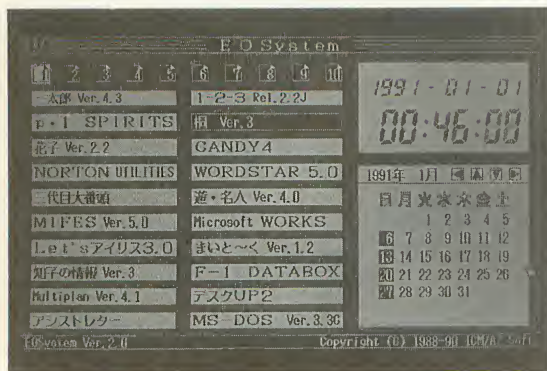 EO System
1 2 3 4 5 6 7 8 9 10
一太郎 Ver.4.3
1-2-3 Rel.2.2J
p・1 SPIRITS
桐 Ver.3
花子 Ver.2.2
CANDY4
NORTON UTILITIES
WORDSTAR 5.0
二代目大番頭
遊・名人 Ver.4.0
MIFES Ver.5.0
Microsoft WORKS
Let'sアイリス3.0
まいと〜く Ver.1.2
知子の情報 Ver.3
F-1 DATABOX
Multiplan Ver.4.1
デスクUP2
アシストレター
MS-DOS Ver.3.3C
1991-01-01
00:46:00
1991年 1月
日 月 火 水 木 金 土
1 2 3 4 5
6 7 8 9 10 11 12
13 14 15 16 17 18 19
20 21 22 23 24 25 26
27 28 29 30 31
EOSystem Ver.2.0
Copyright (C) 1988-90 ICM/A. Soft